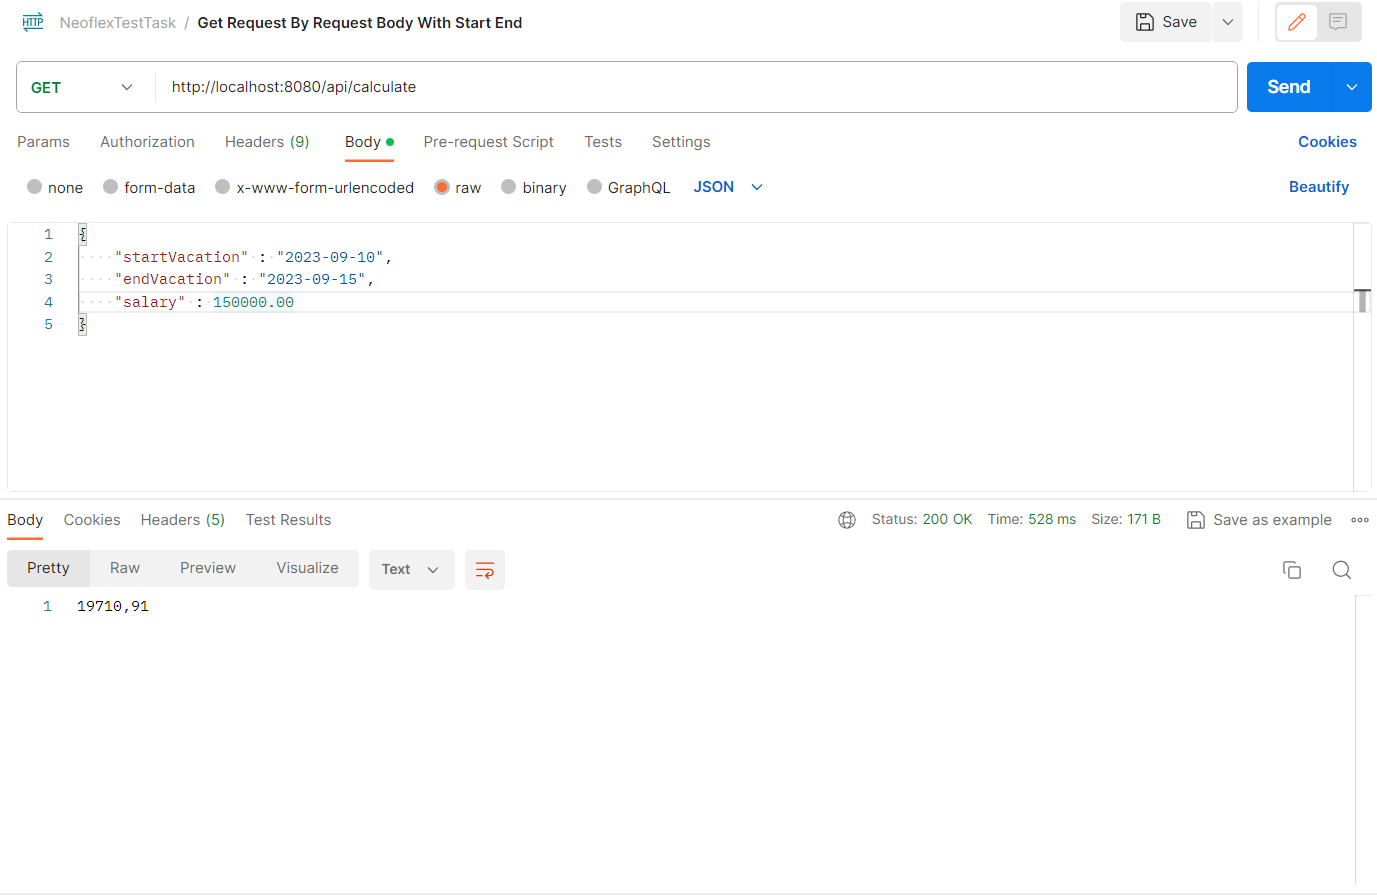 HTTP NeoflexTestTask / Get Request By Request Body With Start End Save
GET http://localhost:8080/api/calculate Send
Params Authorization Headers (9) Body Pre-request Script Tests Settings Cookies
none form-data x-www-form-urlencoded raw binary GraphQL JSON Beautify
1 {
2 "startVacation" : "2023-09-10",
3 "endVacation" : "2023-09-15",
4 "salary" : 150000.00
5 }
Body Cookies Headers (5) Test Results Status: 200 OK Time: 528 ms Size: 171 B Save as example
Pretty Raw Preview Visualize Text
1 19710,91